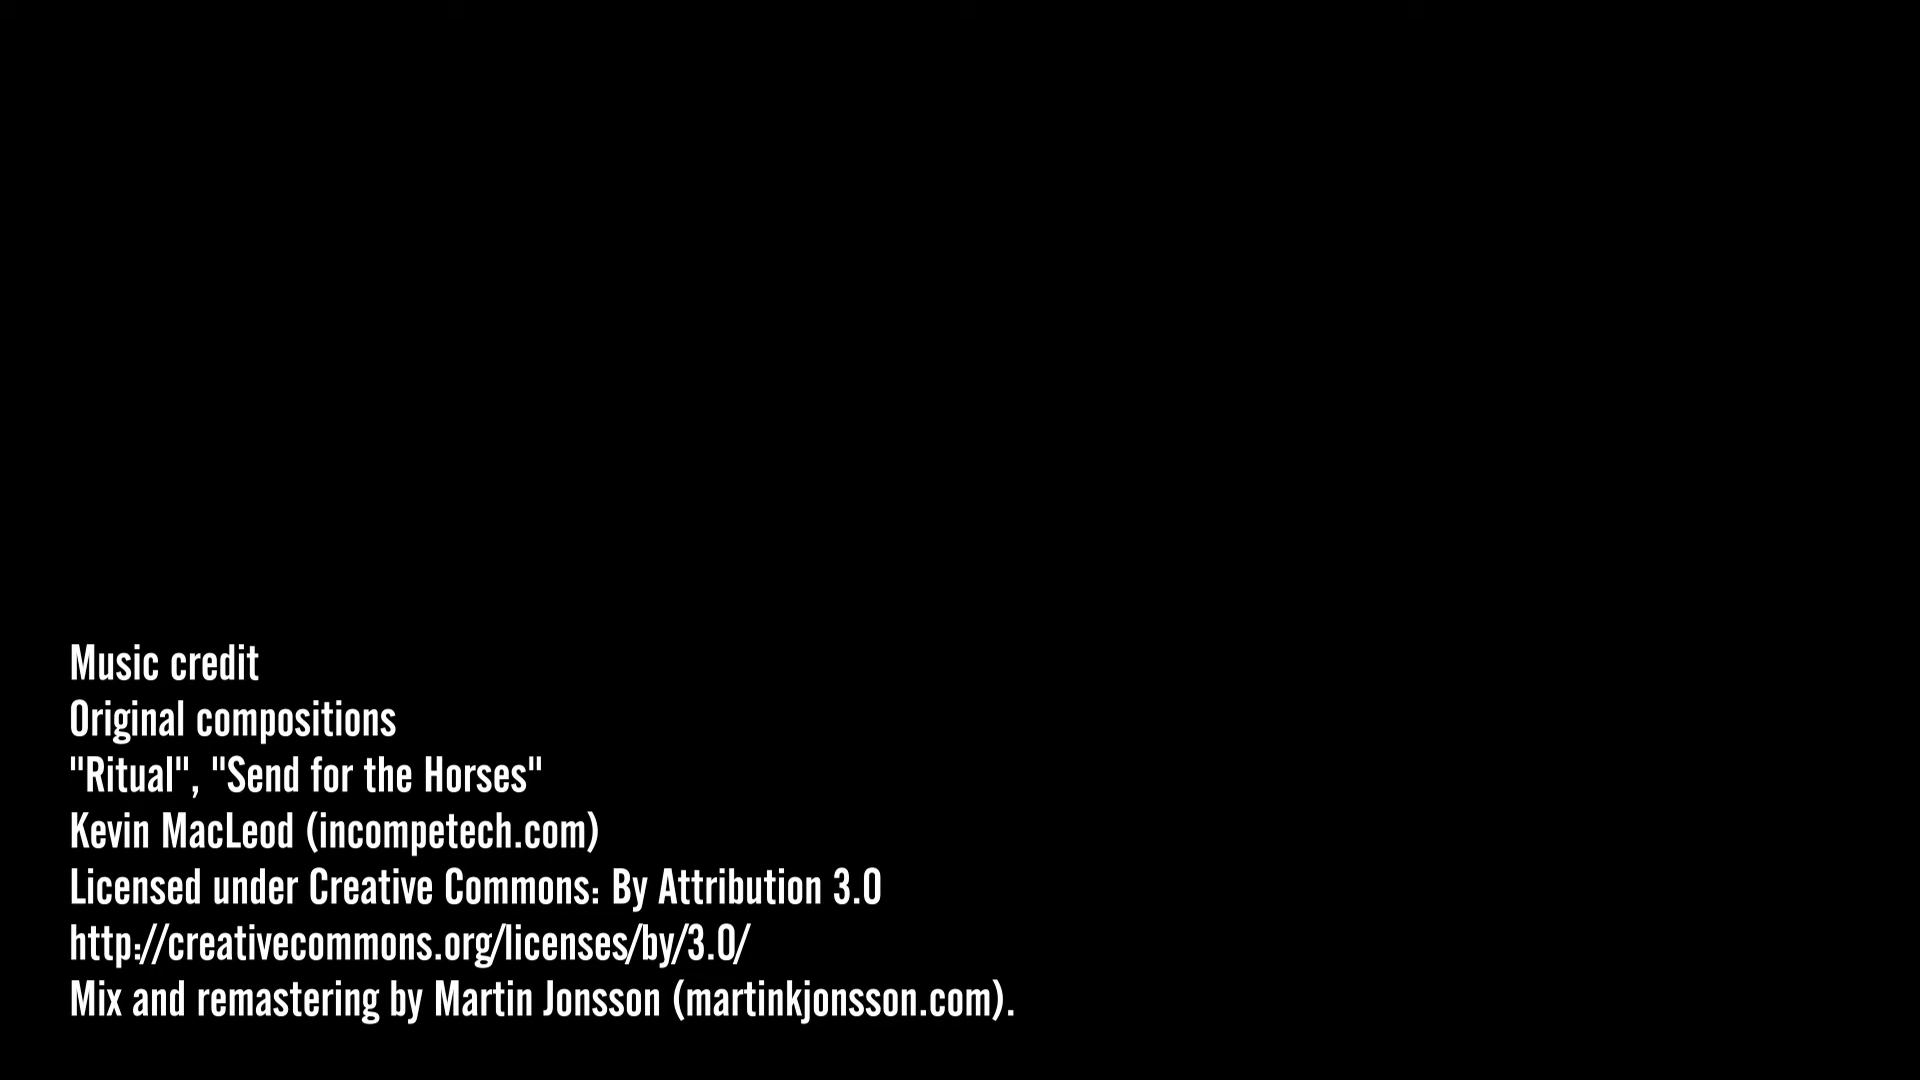 Music credit
Original compositions
"Ritual", "Send for the Horses"
Kevin MacLeod (incompetech.com)
Licensed under Creative Commons: By Attribution 3.0
http://creativecommons.org/licenses/by/3.0/
Mix and remastering by Martin Jonsson (martinkjonsson.com).